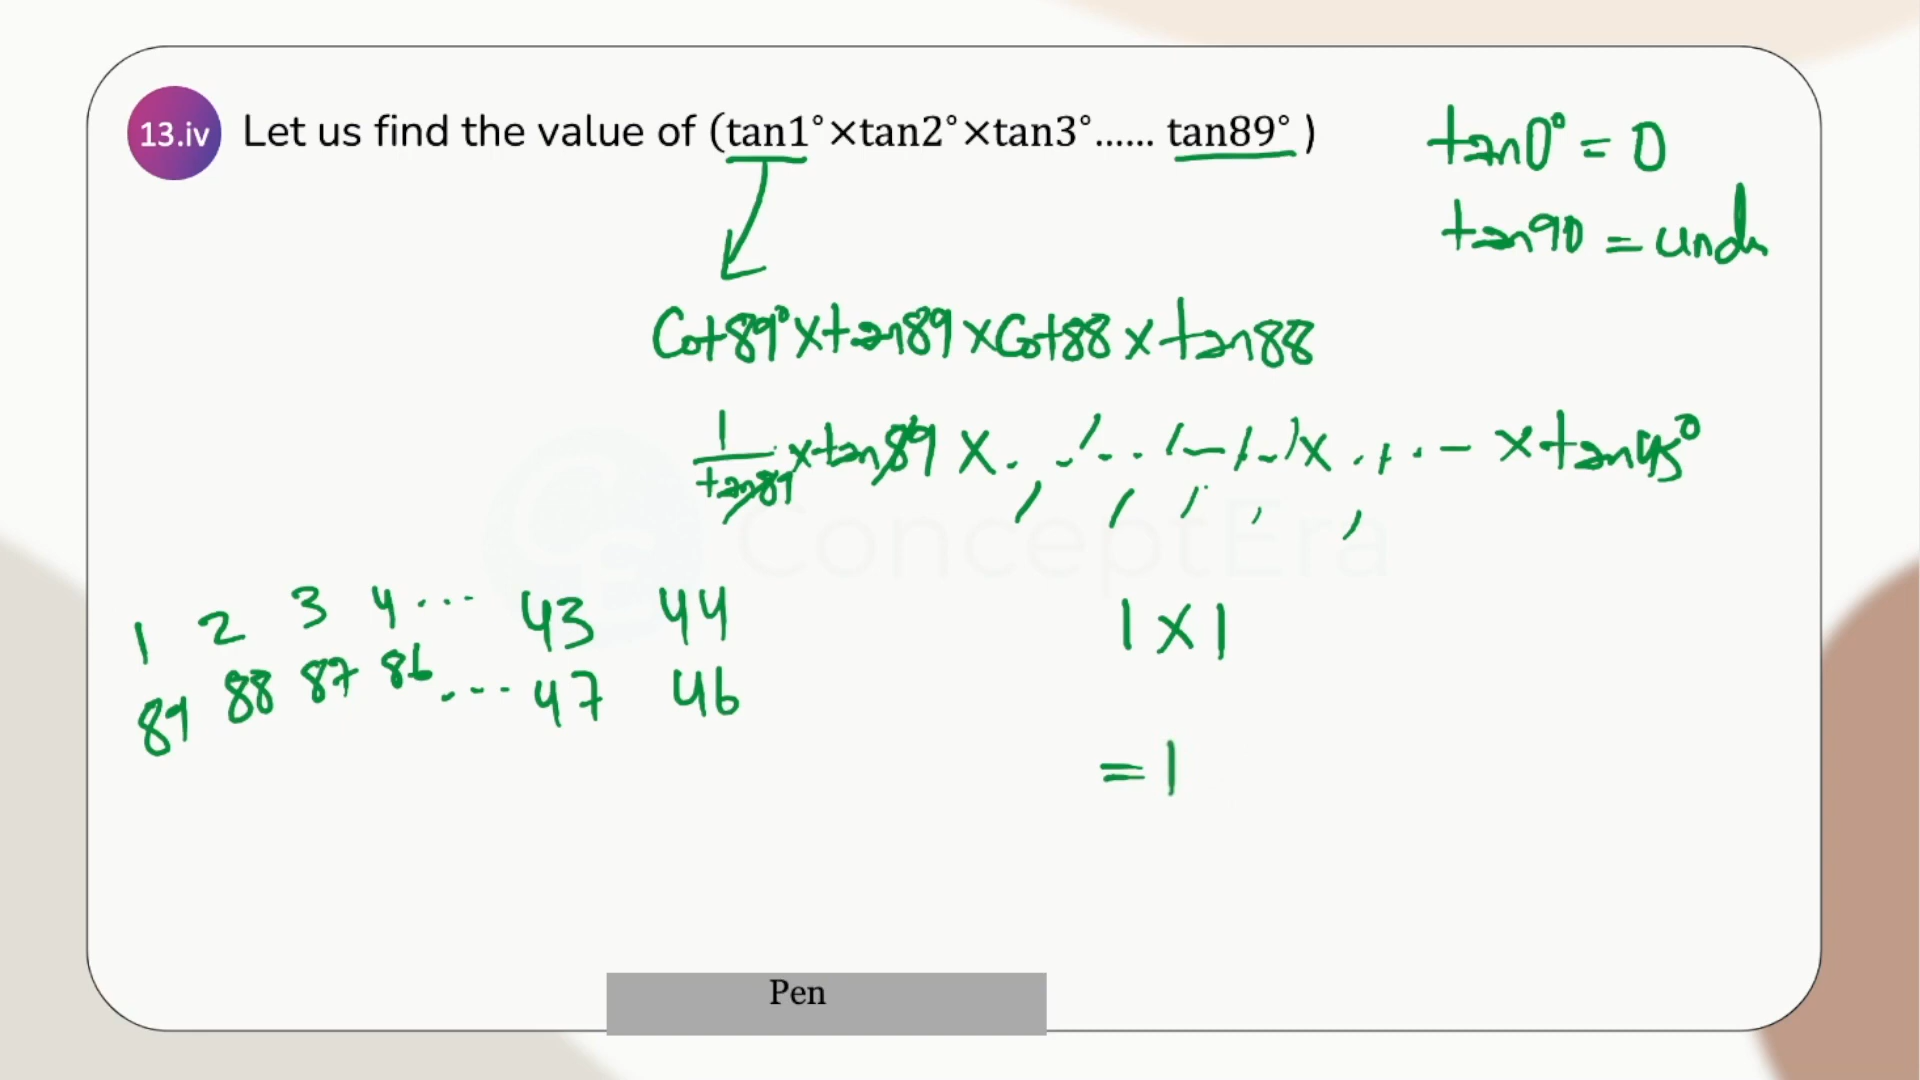 13.iv Let us find the value of (tan1°×tan2°×tan3°...... tan89° )
tan0° = 0
tan90 = und
Cot89° x tan89 x Cot88 x tan88
1/tan89 x tan89 x . . . . x . . . . x tan45°
ConceptEra
1 2 3 4 ... 43 44
89 88 87 86 ... 47 46
1 x 1
= 1
Pen